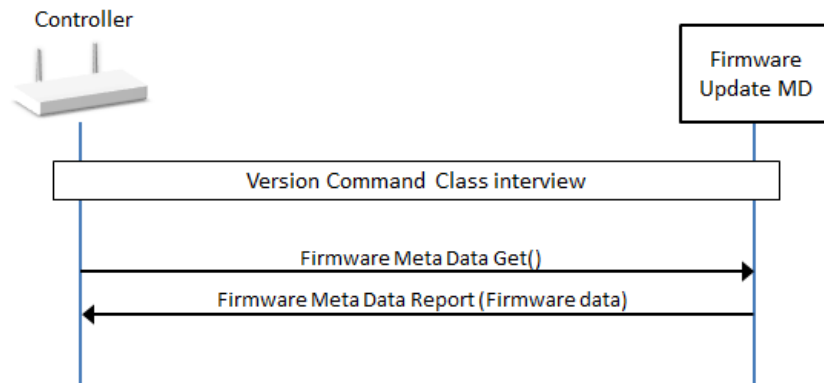 Controller
Firmware
Update MD
Version Command Class interview
Firmware Meta Data Get()
Firmware Meta Data Report (Firmware data)